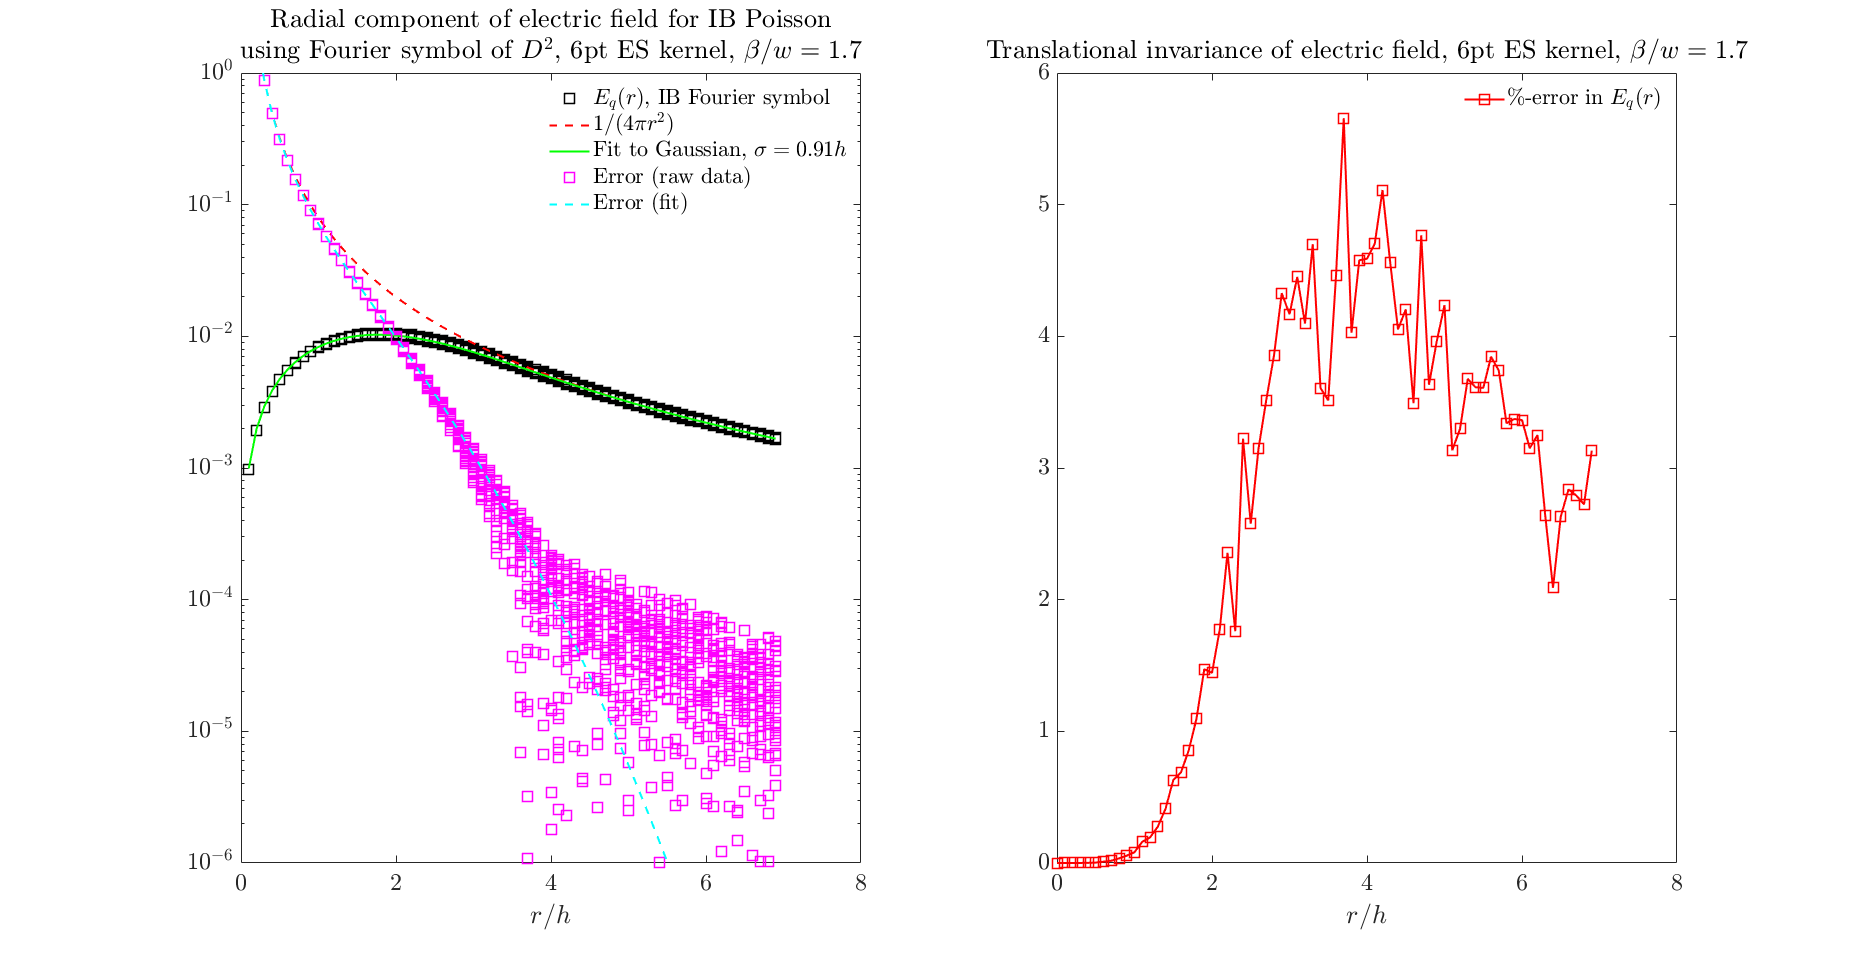 Radial component of electric field for IB Poisson
using Fourier symbol of D², 6pt ES kernel, β/w = 1.7
10⁰
10⁻¹
10⁻²
10⁻³
10⁻⁴
10⁻⁵
10⁻⁶
E_q(r), IB Fourier symbol
1/(4πr²)
Fit to Gaussian, σ = 0.91h
Error (raw data)
Error (fit)
0 2 4 6 8
r/h
Translational invariance of electric field, 6pt ES kernel, β/w = 1.7
6
5
4
3
2
1
0
%-error in E_q(r)
0 2 4 6 8
r/h